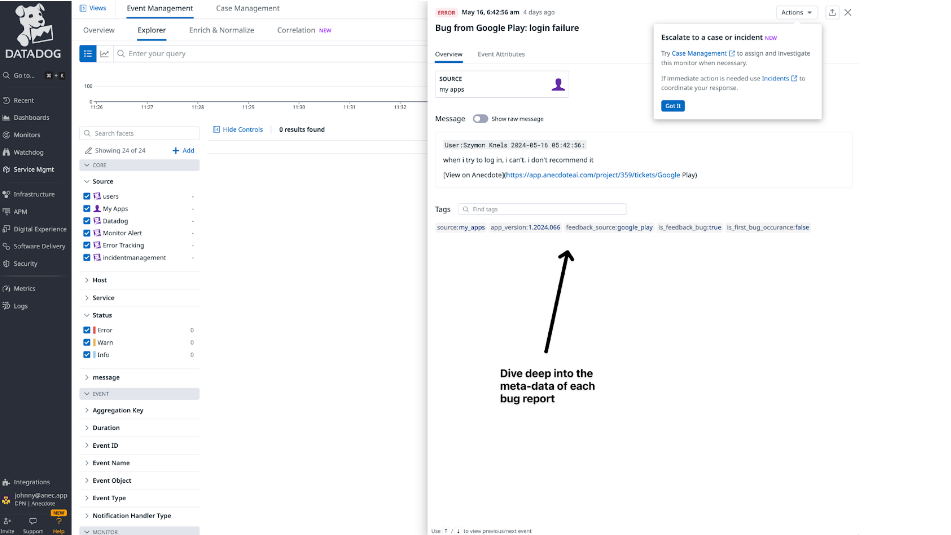 DATADOG
Go to... ⌘ + K
Recent
Dashboards
Monitors
Watchdog
Service Mgmt
Infrastructure
APM
Digital Experience
Software Delivery
Security
Metrics
Logs
Integrations
johnny@anec.app
DPN | Anecdote
NEW
Invite Support Help
Views Event Management Case Management
Overview Explorer Enrich & Normalize Correlation NEW
Enter your query
100
0
11:26 11:27 11:28 11:29 11:30 11:31 11:32
Search facets
Hide Controls 0 results found
Showing 24 of 24 + Add
CORE
Source
users -
My Apps -
Datadog -
Monitor Alert -
Error Tracking -
incidentmanagement -
Host
Service
Status
Error 0
Warn 0
Info 0
message
EVENT
Aggregation Key
Duration
Event ID
Event Name
Event Object
Event Type
Notification Handler Type
MONITOR
ERROR May 16, 6:42:56 am 4 days ago
Actions
Bug from Google Play: login failure
Overview Event Attributes
Escalate to a case or incident NEW
Try Case Management to assign and investigate
this monitor when necessary.
If immediate action is needed use Incidents to
coordinate your response.
Got It
SOURCE
my apps
Message Show raw message
User:Szymon Knels 2024-05-16 05:42:56:
when i try to log in, i can't. i don't recommend it
[View on Anecdote](https://app.anecdoteai.com/project/359/tickets/Google Play)
Tags Find tags
source:my_apps app_version:1.2024.066 feedback_source:google_play is_feedback_bug:true is_first_bug_occurance:false
Dive deep into the
meta-data of each
bug report
Use ↑ / ↓ to view previous/next event